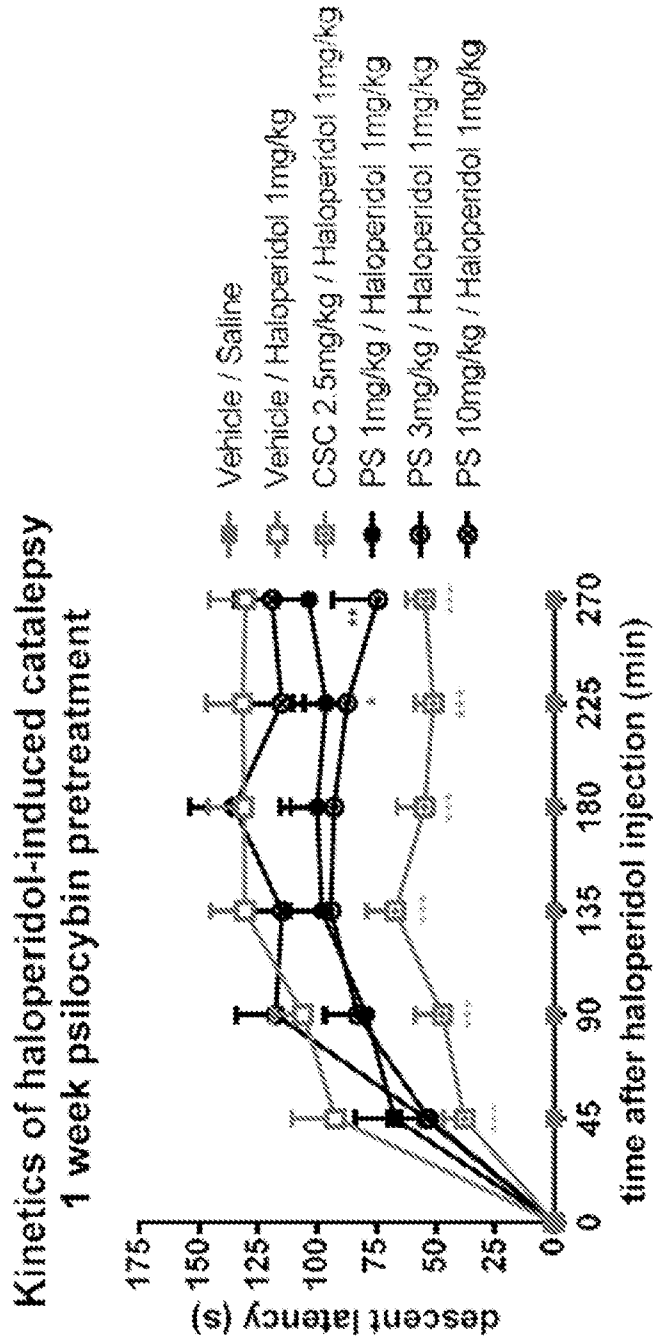 Kinetics of haloperidol-induced catalepsy
1 week psilocybin pretreatment
descent latency (s)
175
150
125
100
75
50
25
0
0
45
90
135
180
225
270
time after haloperidol injection (min)
Vehicle / Saline
Vehicle / Haloperidol 1mg/kg
CSC 2.5mg/kg / Haloperidol 1mg/kg
PS 1mg/kg / Haloperidol 1mg/kg
PS 3mg/kg / Haloperidol 1mg/kg
PS 10mg/kg / Haloperidol 1mg/kg
*
**